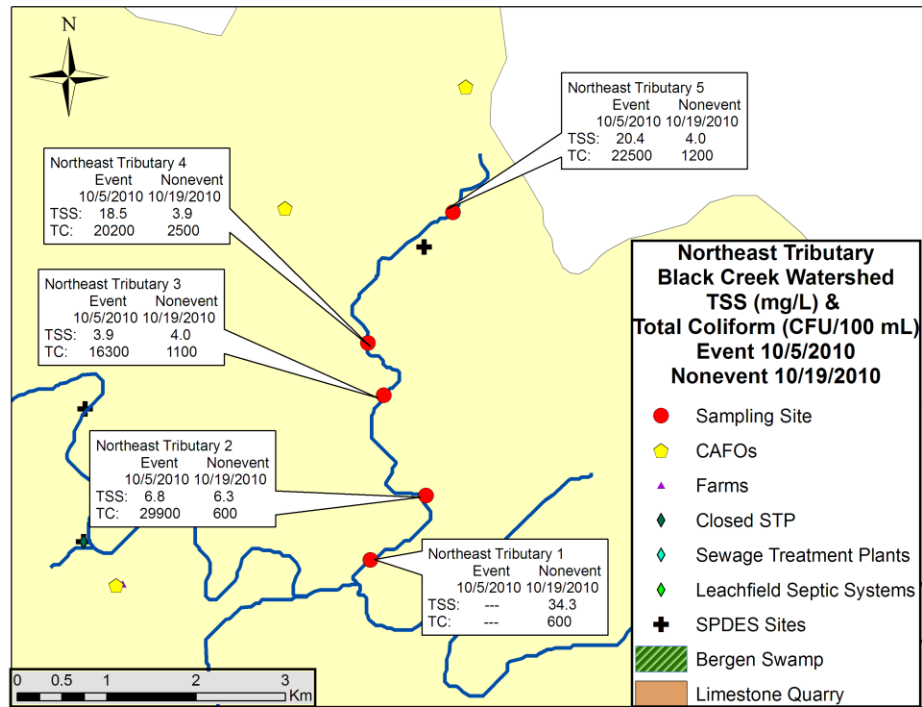 N
Northeast Tributary 5
Event Nonevent
10/5/2010 10/19/2010
TSS: 20.4 4.0
TC: 22500 1200
Northeast Tributary 4
Event Nonevent
10/5/2010 10/19/2010
TSS: 18.5 3.9
TC: 20200 2500
Northeast Tributary 3
Event Nonevent
10/5/2010 10/19/2010
TSS: 3.9 4.0
TC: 16300 1100
Northeast Tributary 2
Event Nonevent
10/5/2010 10/19/2010
TSS: 6.8 6.3
TC: 29900 600
Northeast Tributary 1
Event Nonevent
10/5/2010 10/19/2010
TSS: --- 34.3
TC: --- 600
Northeast Tributary
Black Creek Watershed
TSS (mg/L) &
Total Coliform (CFU/100 mL)
Event 10/5/2010
Nonevent 10/19/2010
Sampling Site
CAFOs
Farms
Closed STP
Sewage Treatment Plants
Leachfield Septic Systems
SPDES Sites
Bergen Swamp
Limestone Quarry
0 0.5 1 2 3
Km